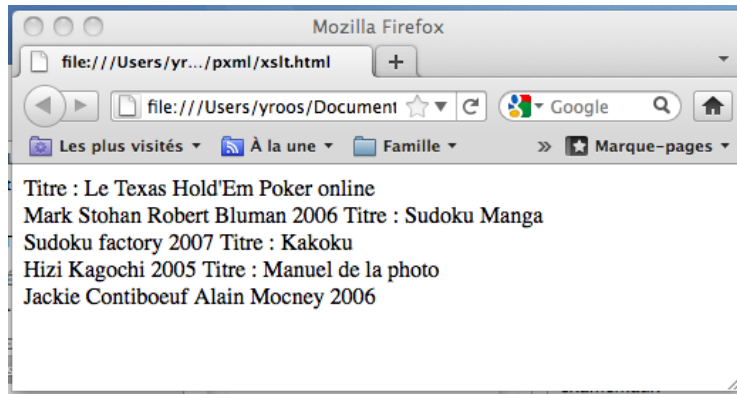 Mozilla Firefox
file:///Users/yr.../pxml/xslt.html +
file:///Users/yroos/Document Google
Les plus visités À la une Famille » Marque-pages
Titre : Le Texas Hold'Em Poker online
Mark Stohan Robert Bluman 2006 Titre : Sudoku Manga
Sudoku factory 2007 Titre : Kakoku
Hizi Kagochi 2005 Titre : Manuel de la photo
Jackie Contiboeuf Alain Mocney 2006